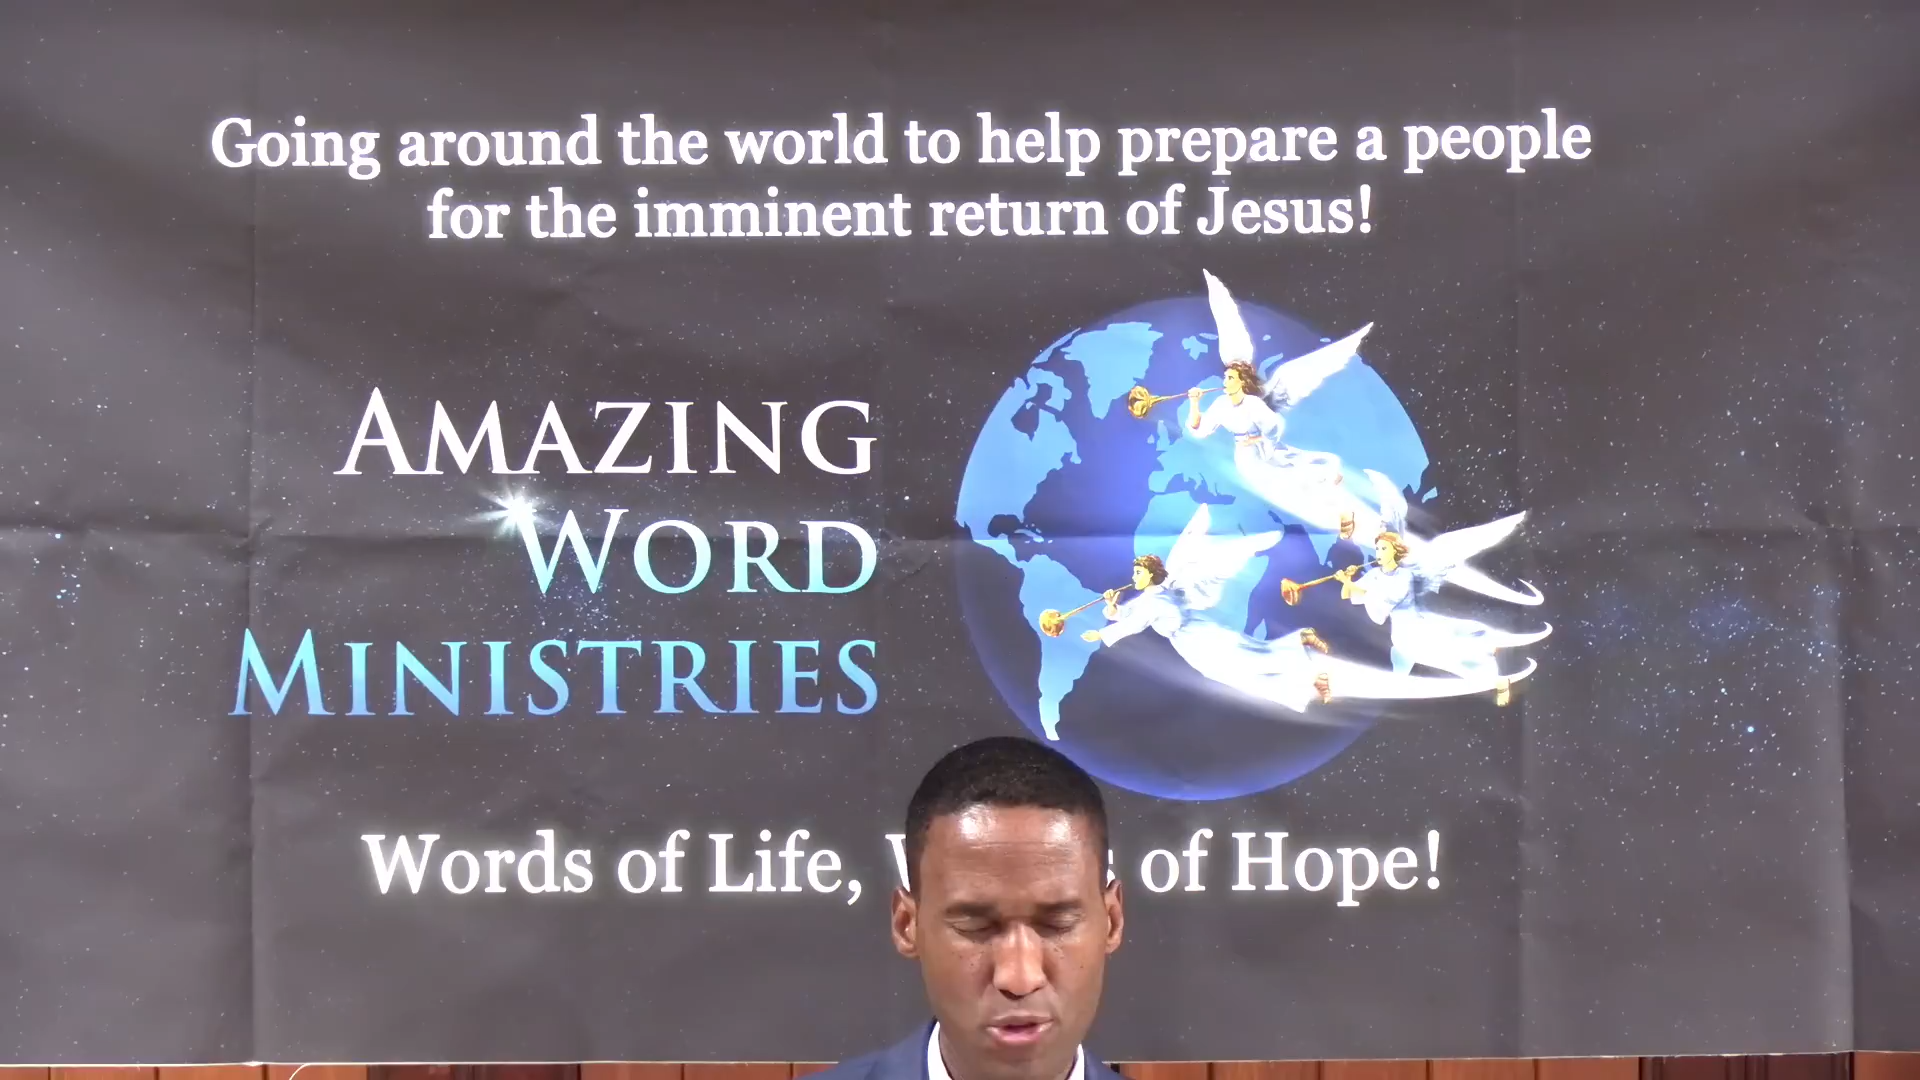 Going around the world to help prepare a people
for the imminent return of Jesus!
AMAZING
WORD
MINISTRIES
Words of Life, of Hope!